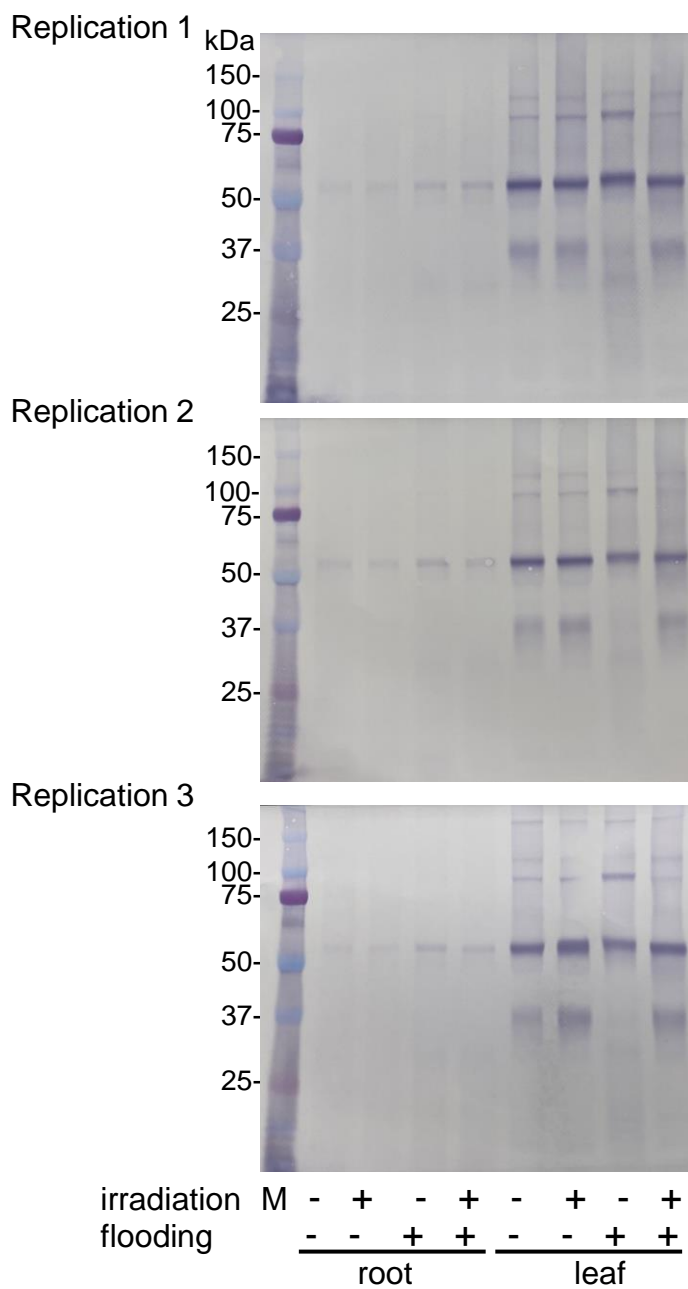 Replication 1
kDa
150-
100-
75-
50-
37-
25-
Replication 2
150-
100-
75-
50-
37-
25-
Replication 3
150-
100-
75-
50-
37-
25-
irradiation M - + - + - + - +
flooding - - + + - - + +
root leaf